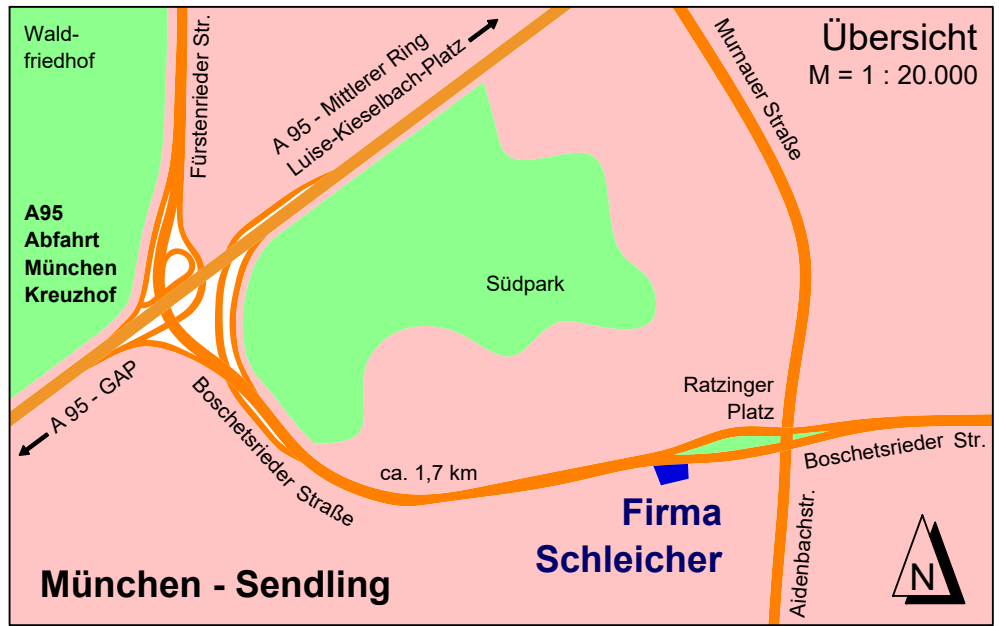 Wald-
friedhof
Fürstenrieder Str.
A 95 - Mittlerer Ring
Luise-Kieselbach-Platz
Murnauer Straße
Übersicht
M = 1 : 20.000
A95
Abfahrt
München
Kreuzhof
Südpark
A 95 - GAP
Boschetsrieder Straße
Ratzinger
Platz
Boschetsrieder Str.
ca. 1,7 km
Firma
Schleicher
Aidenbachstr.
München - Sendling
N